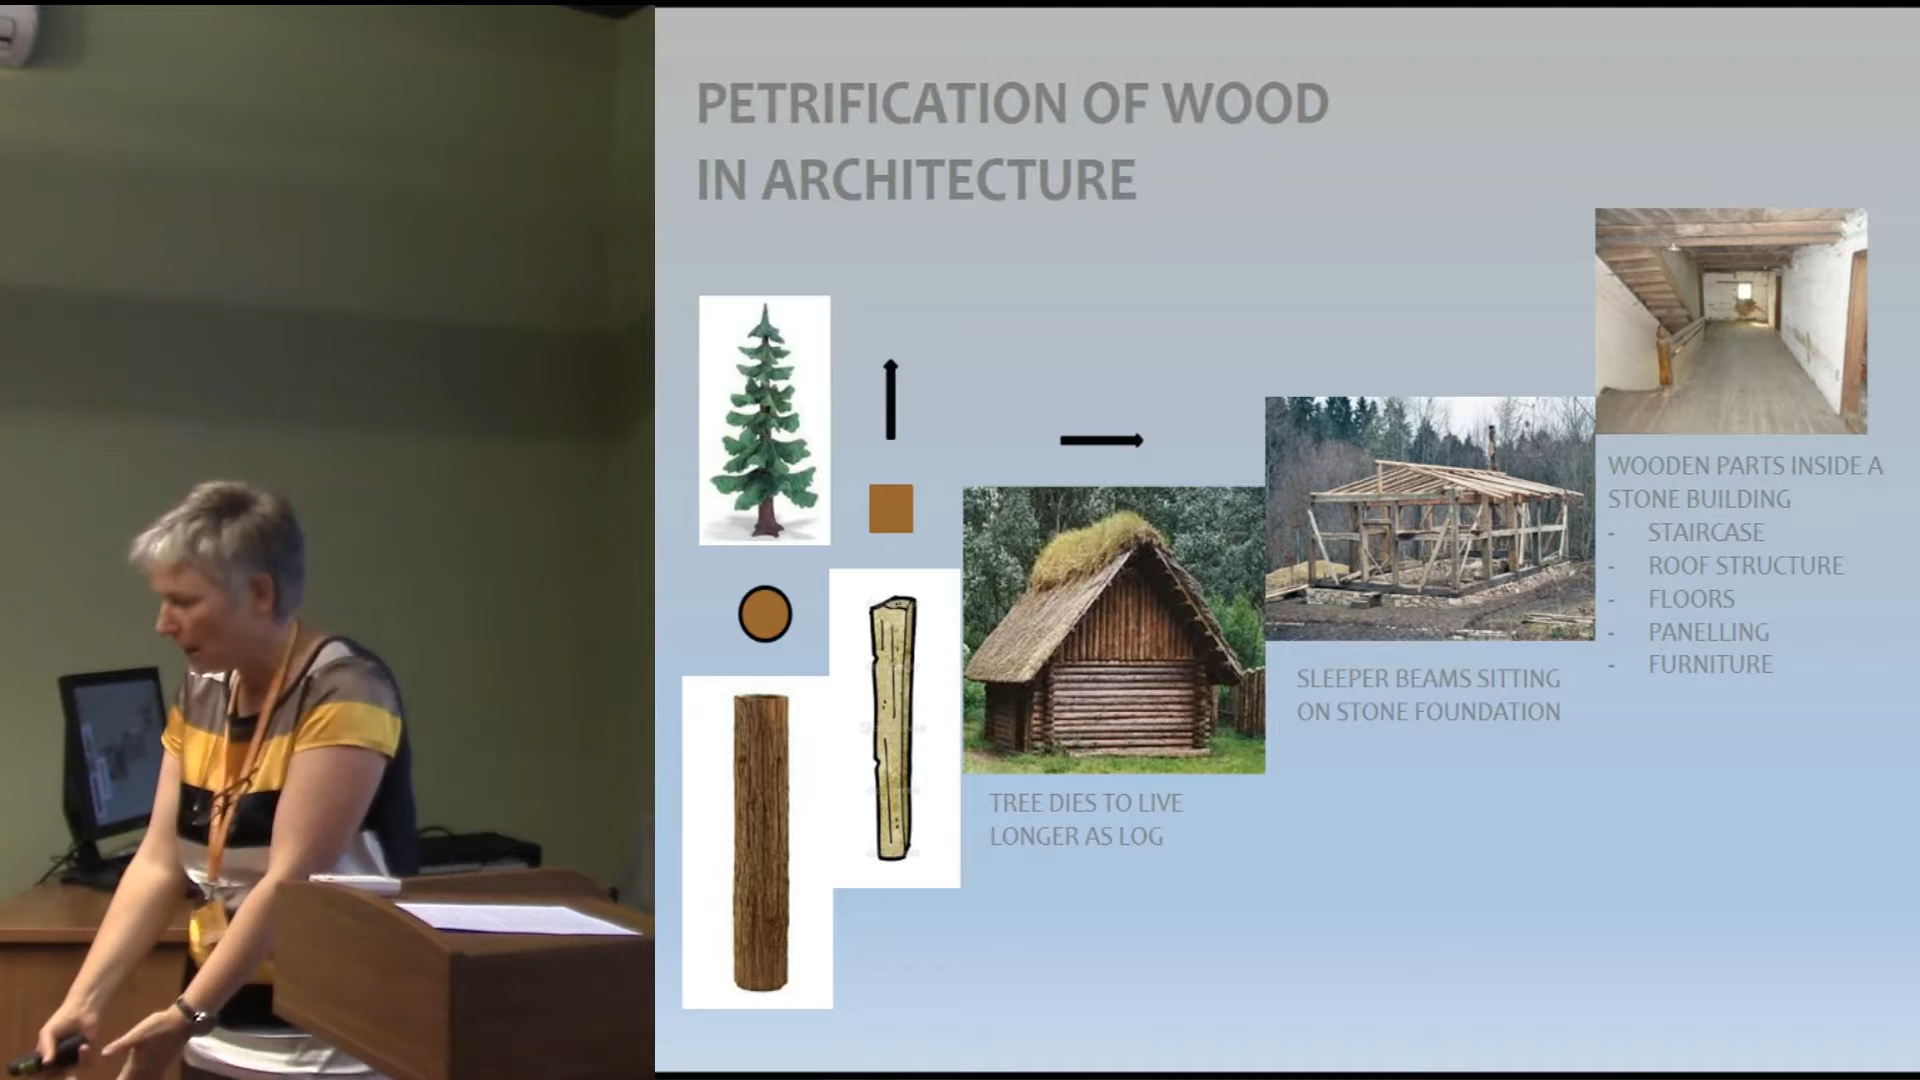 PETRIFICATION OF WOOD
IN ARCHITECTURE
TREE DIES TO LIVE
LONGER AS LOG
SLEEPER BEAMS SITTING
ON STONE FOUNDATION
WOODEN PARTS INSIDE A
STONE BUILDING
- STAIRCASE
- ROOF STRUCTURE
- FLOORS
- PANELLING
- FURNITURE